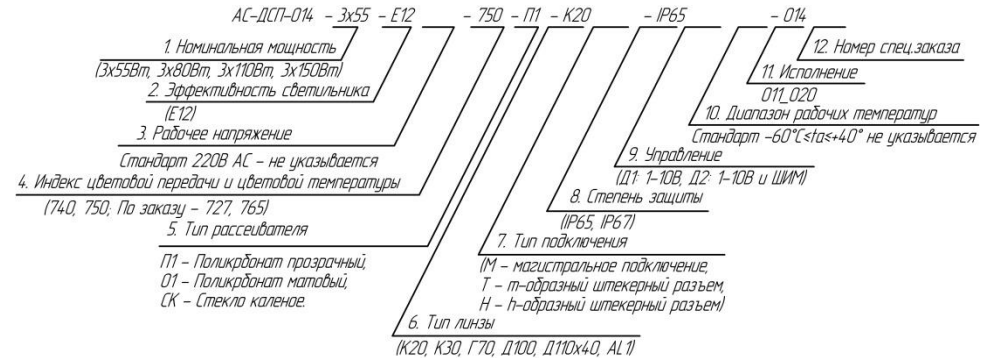 АС-ДСП-014 - 3х55 - Е12 - 750 - П1 - К20 - IP65 - 014
1. Номинальная мощность
(3х55Вт, 3х80Вт, 3х110Вт, 3х150Вт)
2. Эффективность светильника
(Е12)
3. Рабочее напряжение
Стандарт 220В АС – не указывается
4. Индекс цветовой передачи и цветовой температуры
(740, 750; По заказу – 727, 765)
5. Тип рассеивателя
П1 – Поликрбонат прозрачный,
О1 – Поликрбонат матовый,
СК – Стекло каленое.
6. Тип линзы
(К20, К30, Г70, Д100, Д110х40, AL1)
7. Тип подключения
(М – магистральное подключение,
Т – т-образный штекерный разъем,
Н – h-образный штекерный разъем)
8. Степень защиты
(IP65, IP67)
9. Управление
(Д1: 1-10В, Д2: 1-10В и ШИМ)
10. Диапазон рабочих температур
Стандарт -60°С≤ta≤+40° не указывается
11. Исполнение
011_020
12. Номер спец.заказа